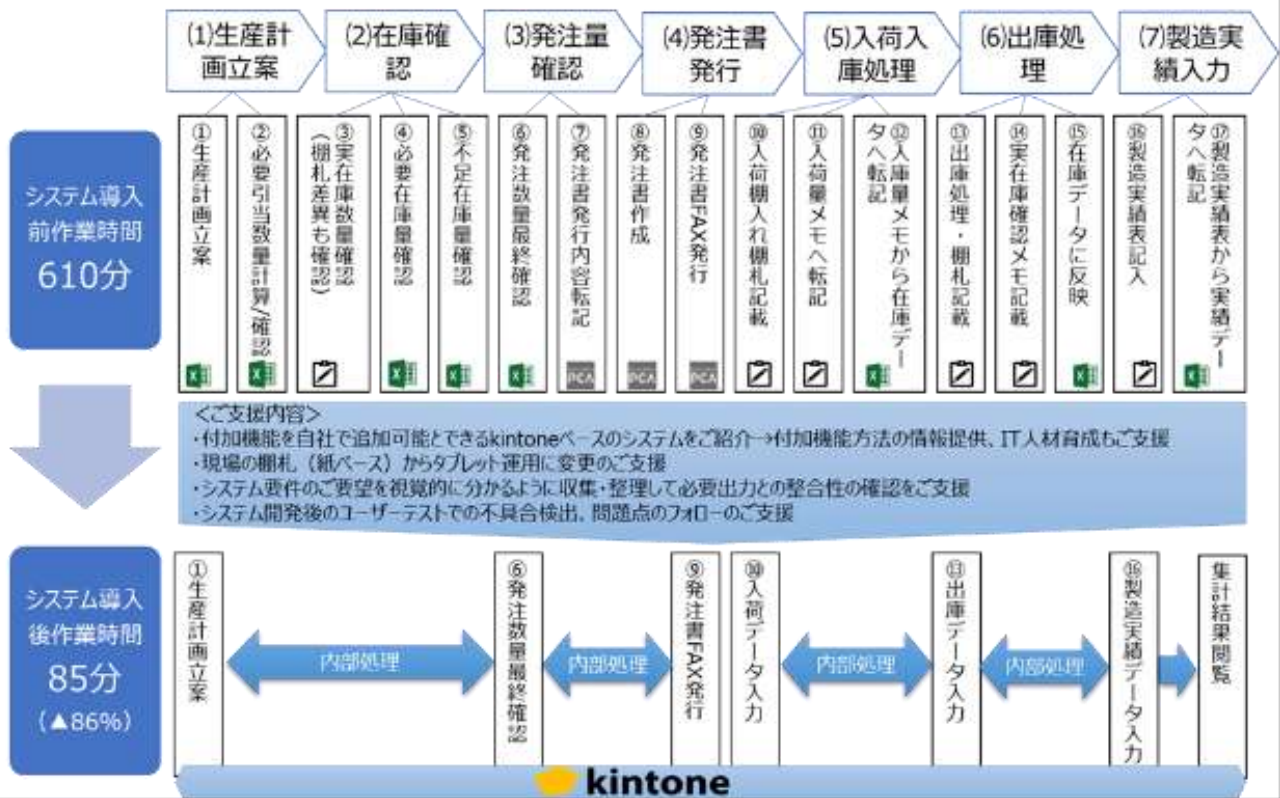 (1)生産計
画立案
(2)在庫確
認
(3)発注量
確認
(4)発注書
発行
(5)入荷入
庫処理
(6)出庫処
理
(7)製造実
績入力
システム導入
前作業時間
610分
①生産計画立案
②必要引当数量計算/確認
③実在庫数量確認
(棚札差異も確認)
④必要在庫量確認
⑤不足在庫量確認
⑥発注数量最終確認
⑦発注書発行内容転記
PCA
⑧発注書作成
PCA
⑨発注書FAX発行
PCA
⑩入荷棚入れ棚札記載
⑪入荷量メモへ転記
⑫入庫量メモから在庫デー
タへ転記
⑬出庫処理・棚札記載
⑭実在庫確認メモ記載
⑮在庫データに反映
⑯製造実績表記入
⑰製造実績表から実績デー
タへ転記
<ご支援内容>
・付加機能を自社で追加可能とできるkintoneベースのシステムをご紹介→付加機能方法の情報提供、IT人材育成もご支援
・現場の棚札（紙ベース）からタブレット運用に変更のご支援
・システム要件のご要望を視覚的に分かるように収集・整理して必要出力との整合性の確認をご支援
・システム開発後のユーザーテストでの不具合検出、問題点のフォローのご支援
システム導入
後作業時間
85分
(▲86%)
①生産計画立案
内部処理
⑥発注数量最終確認
内部処理
⑨発注書FAX発行
⑩入荷データ入力
内部処理
⑬出庫データ入力
内部処理
⑯製造実績データ入力
集計結果閲覧
kintone